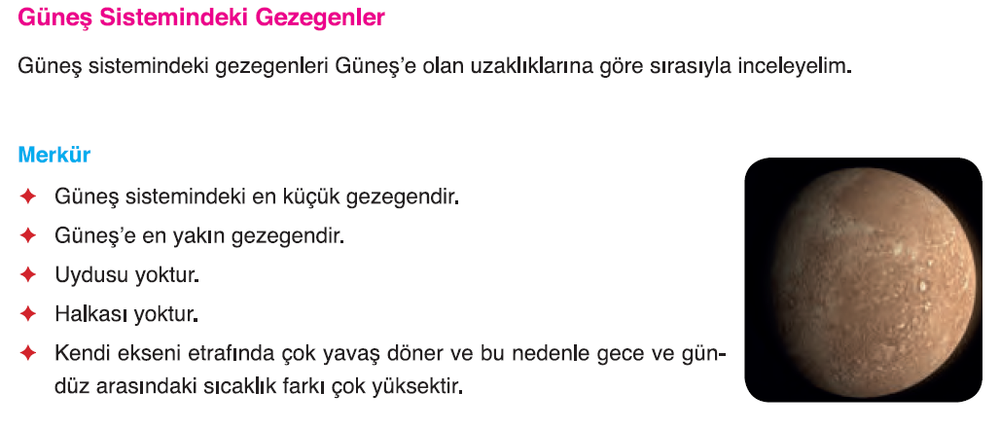 Güneş Sistemindeki Gezegenler
Güneş sistemindeki gezegenleri Güneş'e olan uzaklıklarına göre sırasıyla inceleyelim.
Merkür
✦ Güneş sistemindeki en küçük gezegendir.
✦ Güneş'e en yakın gezegendir.
✦ Uydusu yoktur.
✦ Halkası yoktur.
✦ Kendi ekseni etrafında çok yavaş döner ve bu nedenle gece ve gün-
düz arasındaki sıcaklık farkı çok yüksektir.